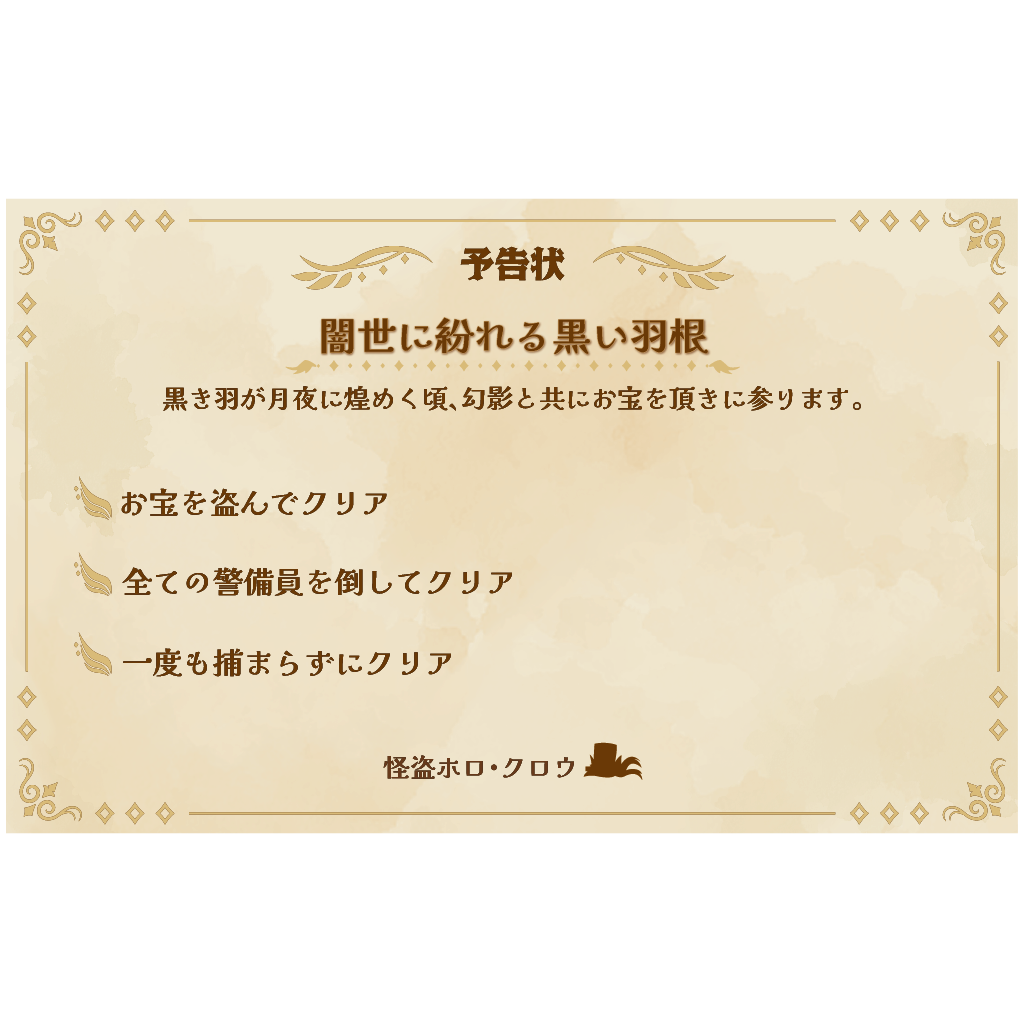 予告状
闇世に紛れる黒い羽根
黒き羽が月夜に煌めく頃、幻影と共にお宝を頂きに参ります。
お宝を盗んでクリア
全ての警備員を倒してクリア
一度も捕まらずにクリア
怪盗ホロ・クロウ